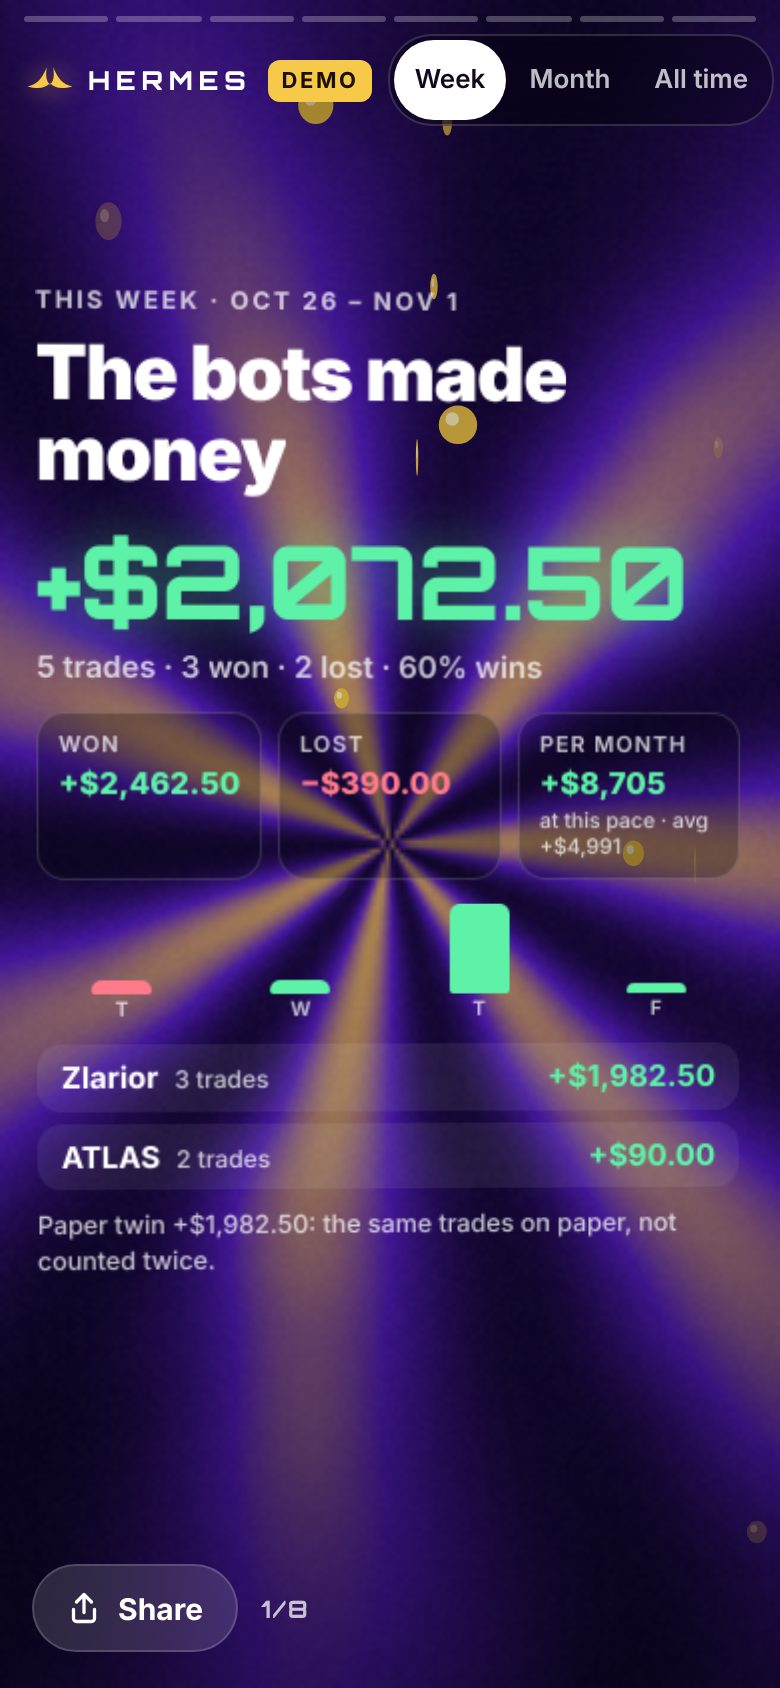 HERMES DEMO Week Month All time
THIS WEEK · OCT 26 – NOV 1
The bots made
money
+$2,072.50
5 trades · 3 won · 2 lost · 60% wins
WON
+$2,462.50
LOST
−$390.00
PER MONTH
+$8,705
at this pace · avg
+$4,991
T W T F
Zlarior 3 trades +$1,982.50
ATLAS 2 trades +$90.00
Paper twin +$1,982.50: the same trades on paper, not
counted twice.
Share 1/8